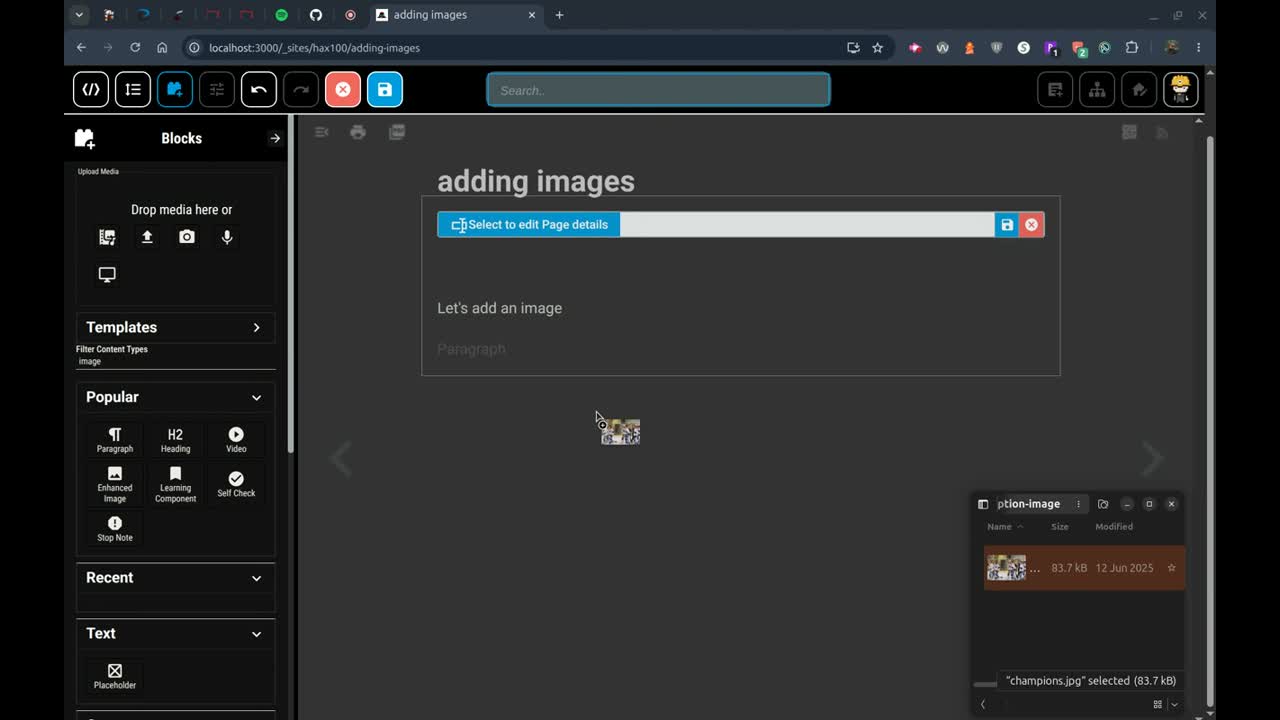 adding images
localhost:3000/_sites/hax100/adding-images
1
2
Search..
Blocks
Upload Media
Drop media here or
Templates
Filter Content Types
image
Popular
Paragraph
H2
Heading
Video
Enhanced
Image
Learning
Component
Self Check
Stop Note
Recent
Text
Placeholder
adding images
Select to edit Page details
Let's add an image
Paragraph
ption-image
Name
Size
Modified
... 83.7 kB 12 Jun 2025
"champions.jpg" selected (83.7 kB)